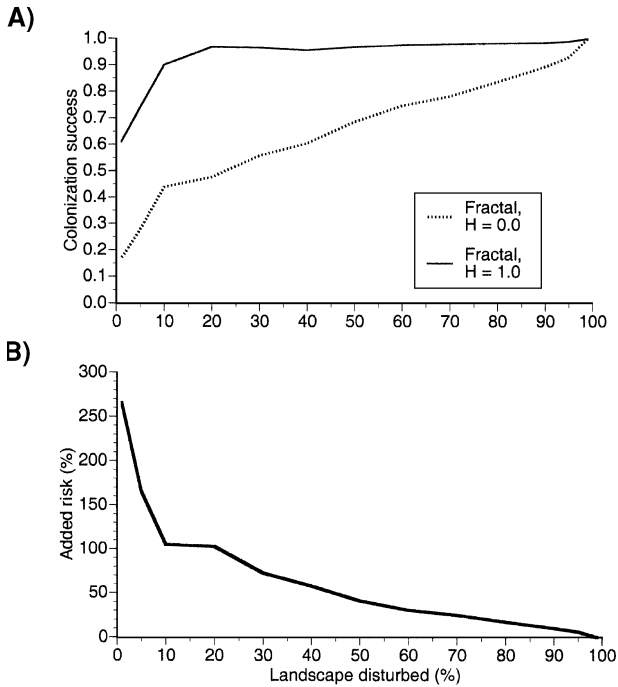 A)
1.0
0.9
0.8
0.7
0.6
0.5
0.4
0.3
0.2
0.1
0.0
Colonization success
Fractal,
H = 0.0
Fractal,
H = 1.0
0 10 20 30 40 50 60 70 80 90 100
B)
300
250
200
150
100
50
0
Added risk (%)
0 10 20 30 40 50 60 70 80 90 100
Landscape disturbed (%)